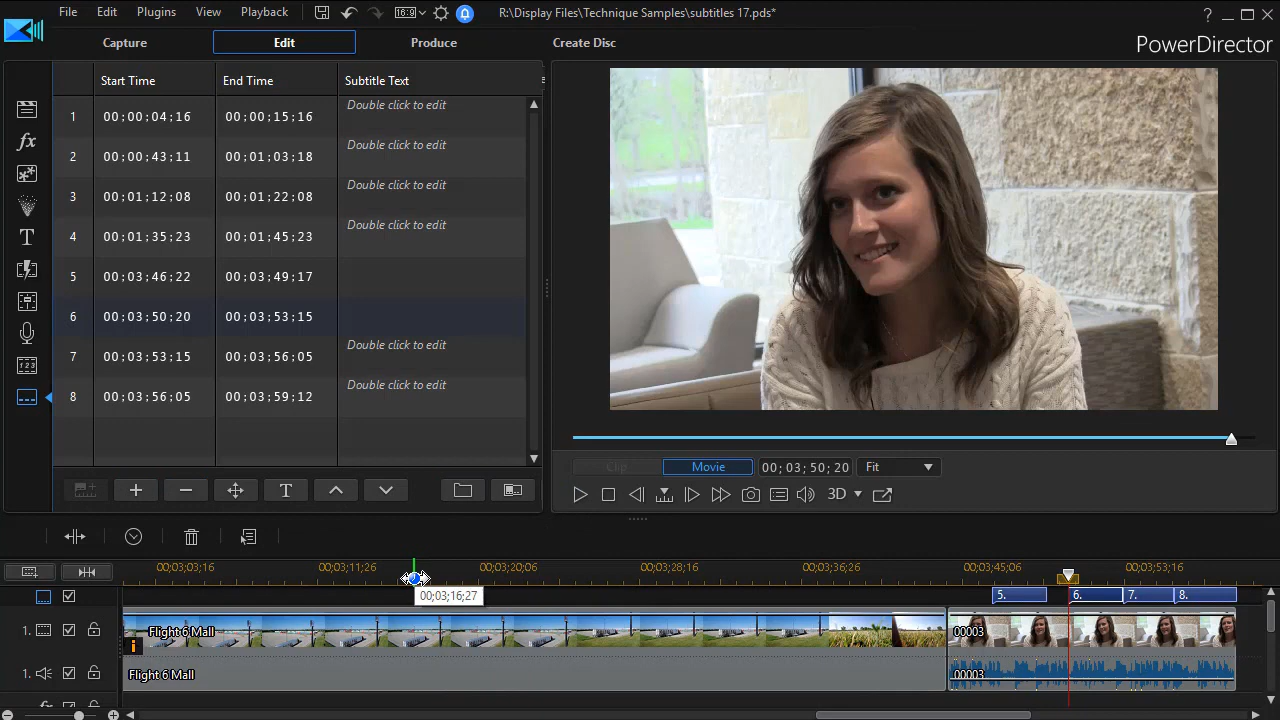 File Edit Plugins View Playback 16:9 R:\Display Files\Technique Samples\subtitles 17.pds* ?
Capture Edit Produce Create Disc PowerDirector
Start Time End Time Subtitle Text
1 00;00;04;16 00;00;15;16 Double click to edit
2 00;00;43;11 00;01;03;18 Double click to edit
3 00;01;12;08 00;01;22;08 Double click to edit
4 00;01;35;23 00;01;45;23 Double click to edit
5 00;03;46;22 00;03;49;17
6 00;03;50;20 00;03;53;15
7 00;03;53;15 00;03;56;05 Double click to edit
8 00;03;56;05 00;03;59;12 Double click to edit
Clip Movie 00; 03; 50; 20 Fit
3D
00;03;03;16 00;03;11;26 00;03;20;06 00;03;28;16 00;03;36;26 00;03;45;06 00;03;53;16
00;03;16;27
5. 6. 7. 8.
1. Flight 6 Mall 00003
1. Flight 6 Mall 00003